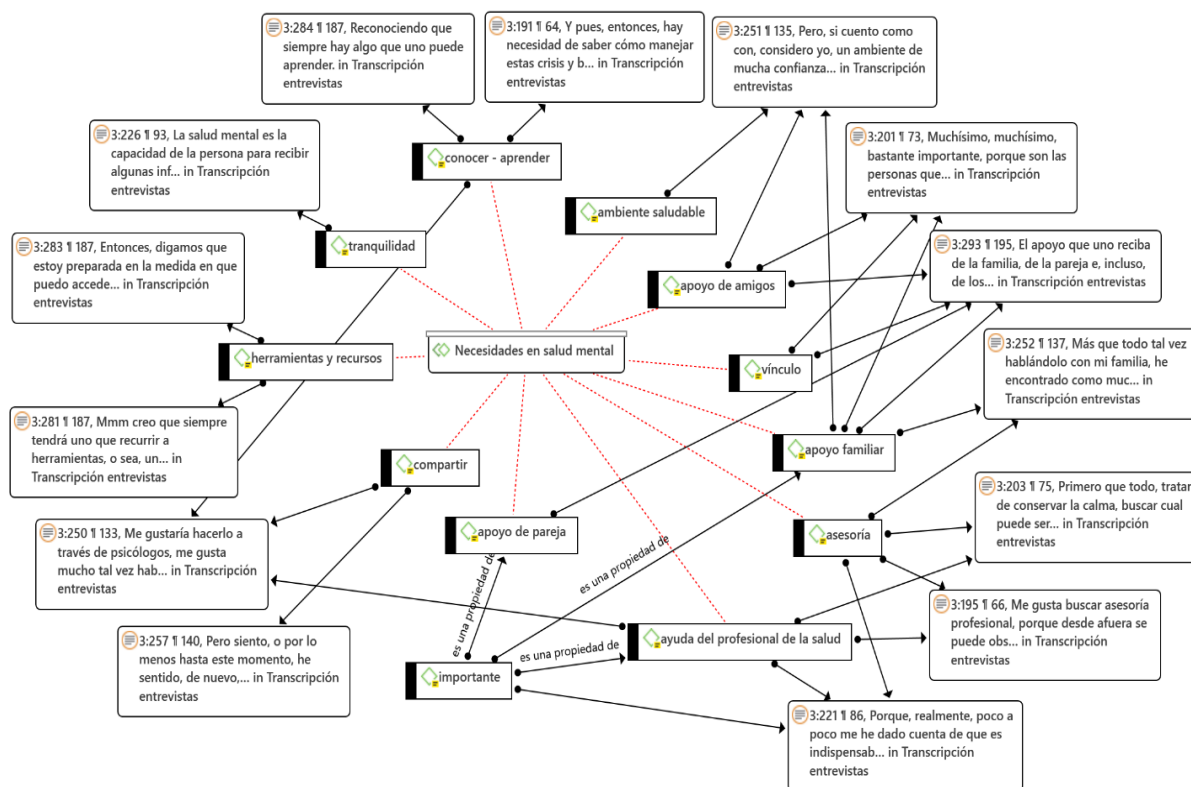 3:284 ¶ 187, Reconociendo que
siempre hay algo que uno puede
aprender. in Transcripción
entrevistas
3:191 ¶ 64, Y pues, entonces, hay
necesidad de saber cómo manejar
estas crisis y b... in Transcripción
entrevistas
3:251 ¶ 135, Pero, si cuento como
con, considero yo, un ambiente de
mucha confianza... in Transcripción
entrevistas
3:226 ¶ 93, La salud mental es la
capacidad de la persona para recibir
algunas inf... in Transcripción
entrevistas
conocer - aprender
3:201 ¶ 73, Muchísimo, muchísimo,
bastante importante, porque son las
personas que... in Transcripción
entrevistas
ambiente saludable
tranquilidad
3:283 ¶ 187, Entonces, digamos que
estoy preparada en la medida en que
puedo accede... in Transcripción
entrevistas
3:293 ¶ 195, El apoyo que uno reciba
de la familia, de la pareja e, incluso,
de los... in Transcripción
entrevistas
apoyo de amigos
Necesidades en salud mental
herramientas y recursos
vínculo
3:252 ¶ 137, Más que todo tal vez
hablándolo con mi familia, he
encontrado como muc... in
Transcripción entrevistas
3:281 ¶ 187, Mmm creo que siempre
tendrá uno que recurrir a
herramientas, o sea, un... in
Transcripción entrevistas
apoyo familiar
compartir
3:203 ¶ 75, Primero que todo, tratar
de conservar la calma, buscar cual
puede ser... in Transcripción
entrevistas
3:250 ¶ 133, Me gustaría hacerlo a
través de psicólogos, me gusta
mucho tal vez hab... in
Transcripción entrevistas
apoyo de pareja
asesoría
es una propiedad de
es una propiedad de
3:195 ¶ 66, Me gusta buscar asesoría
profesional, porque desde afuera se
puede obs... in Transcripción
entrevistas
3:257 ¶ 140, Pero siento, o por lo
menos hasta este momento, he
sentido, de nuevo,... in
Transcripción entrevistas
ayuda del profesional de la salud
es una propiedad de
importante
3:221 ¶ 86, Porque, realmente, poco a
poco me he dado cuenta de que es
indispensab... in Transcripción
entrevistas